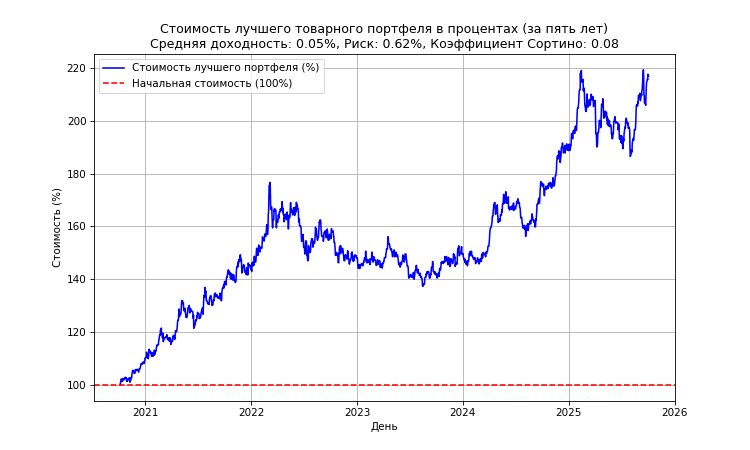 Стоимость лучшего товарного портфеля в процентах (за пять лет)
Средняя доходность: 0.05%, Риск: 0.62%, Коэффициент Сортино: 0.08
Стоимость лучшего портфеля (%)
Начальная стоимость (100%)
Стоимость (%)
220
200
180
160
140
120
100
2021
2022
2023
2024
2025
2026
День